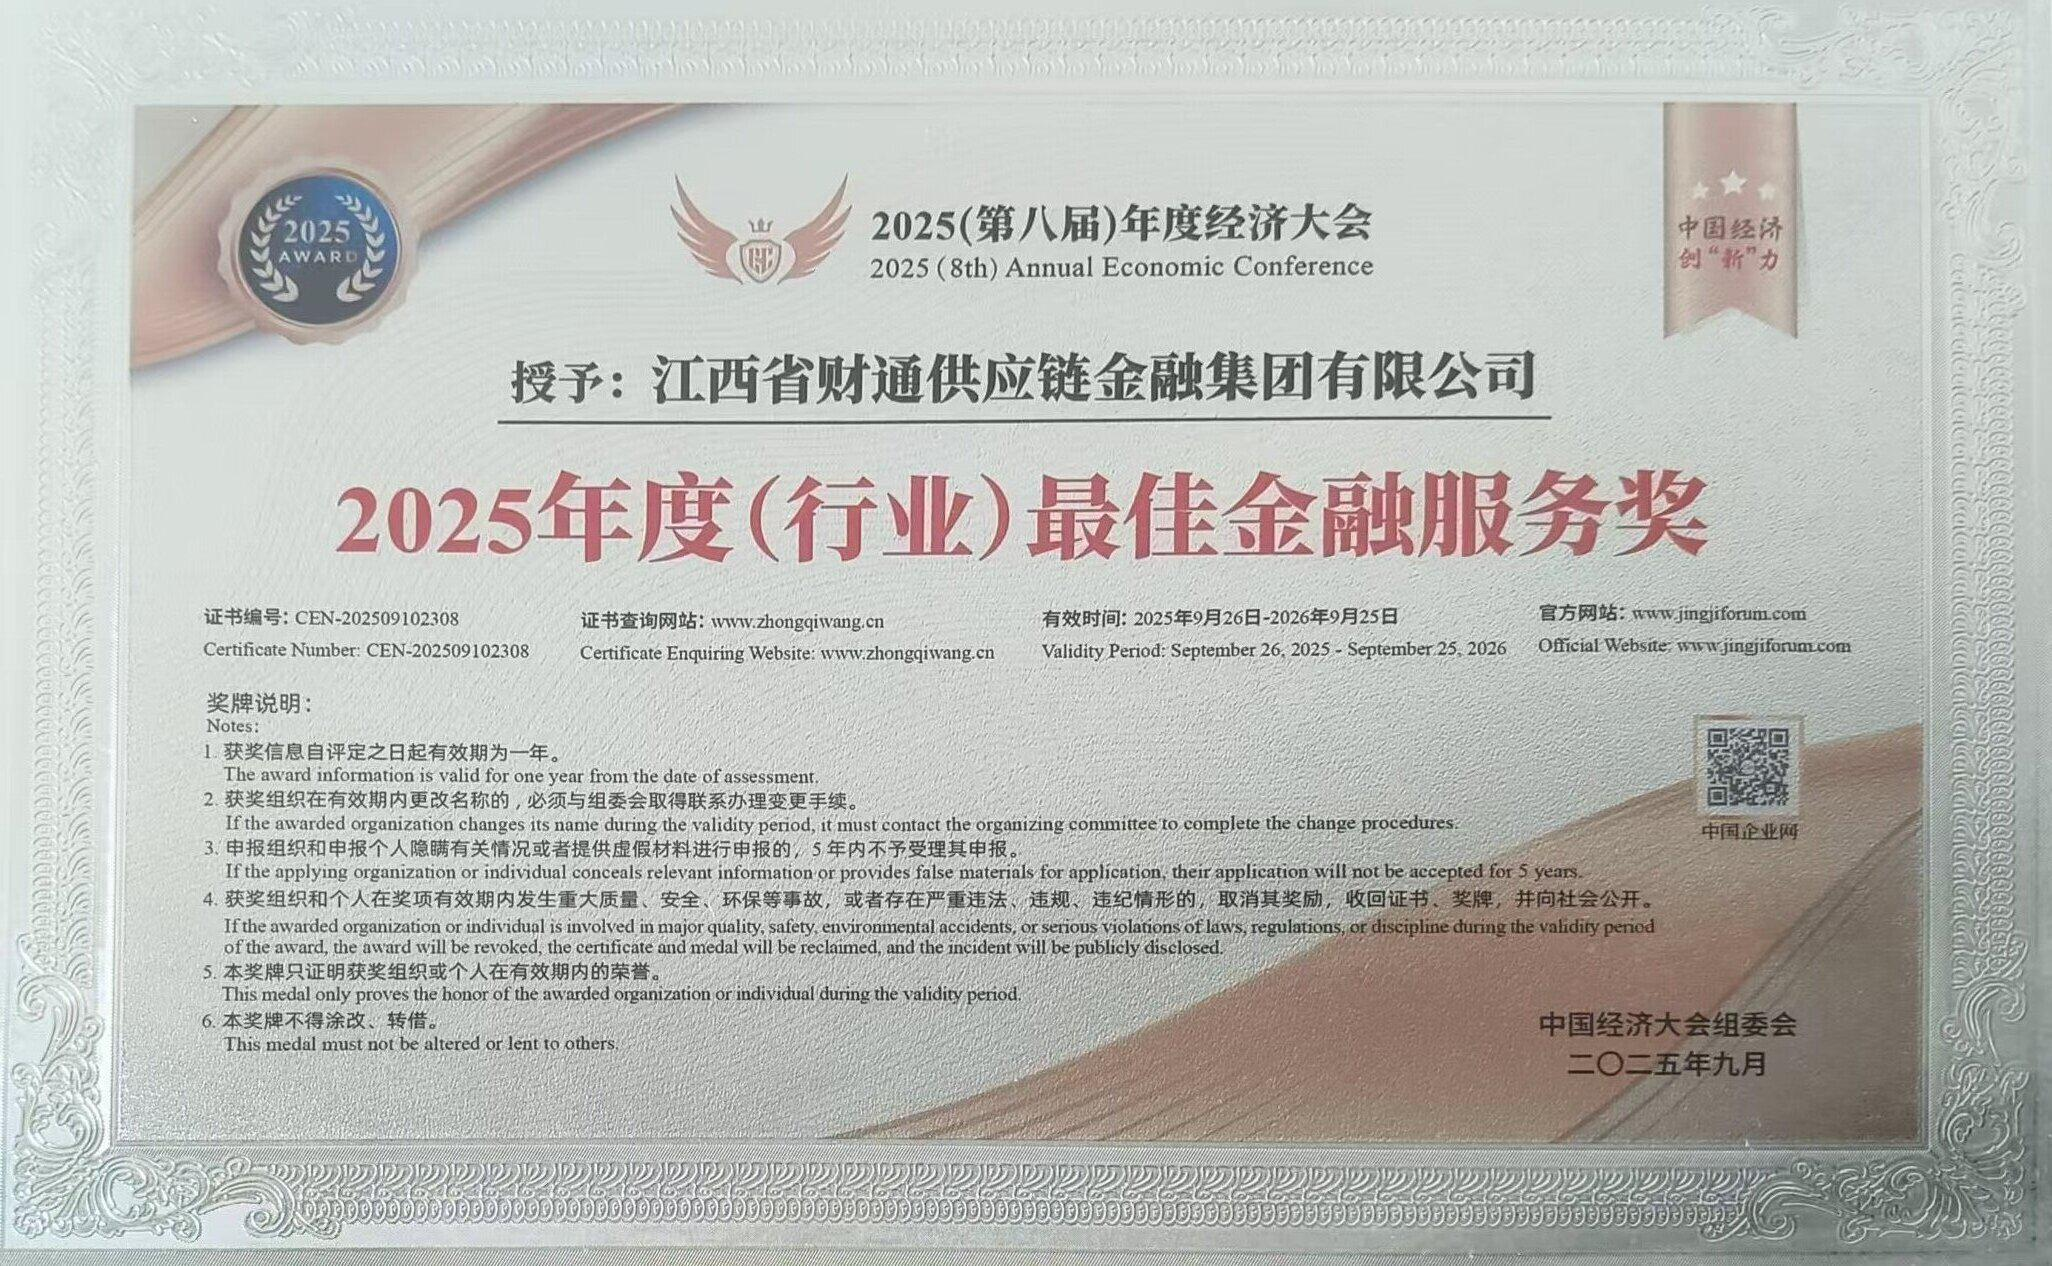 2025
AWARD
2025(第八届)年度经济大会
2025 (8th) Annual Economic Conference
中国经济
创“新”力
授予：江西省财通供应链金融集团有限公司
2025年度(行业)最佳金融服务奖
证书编号: CEN-202509102308
Certificate Number: CEN-202509102308
证书查询网站: www.zhongqiwang.cn
Certificate Enquiring Website: www.zhongqiwang.cn
有效时间: 2025年9月26日-2026年9月25日
Validity Period: September 26, 2025 - September 25, 2026
官方网站: www.jingjiforum.com
Official Website: www.jingjiforum.com
奖牌说明:
Notes:
1. 获奖信息自评定之日起有效期为一年。
The award information is valid for one year from the date of assessment.
2. 获奖组织在有效期内更改名称的，必须与组委会取得联系办理变更手续。
If the awarded organization changes its name during the validity period, it must contact the organizing committee to complete the change procedures.
3. 申报组织和申报个人隐瞒有关情况或者提供虚假材料进行申报的，5年内不予受理其申报。
If the applying organization or individual conceals relevant information or provides false materials for application, their application will not be accepted for 5 years.
4. 获奖组织和个人在奖项有效期内发生重大质量、安全、环保等事故，或者存在严重违法、违规、违纪情形的，取消其奖励，收回证书、奖牌，并向社会公开。
If the awarded organization or individual is involved in major quality, safety, environmental accidents, or serious violations of laws, regulations, or discipline during the validity period
of the award, the award will be revoked, the certificate and medal will be reclaimed, and the incident will be publicly disclosed.
5. 本奖牌只证明获奖组织或个人在有效期内的荣誉。
This medal only proves the honor of the awarded organization or individual during the validity period.
6. 本奖牌不得涂改、转借。
This medal must not be altered or lent to others.
中国企业网
中国经济大会组委会
二〇二五年九月